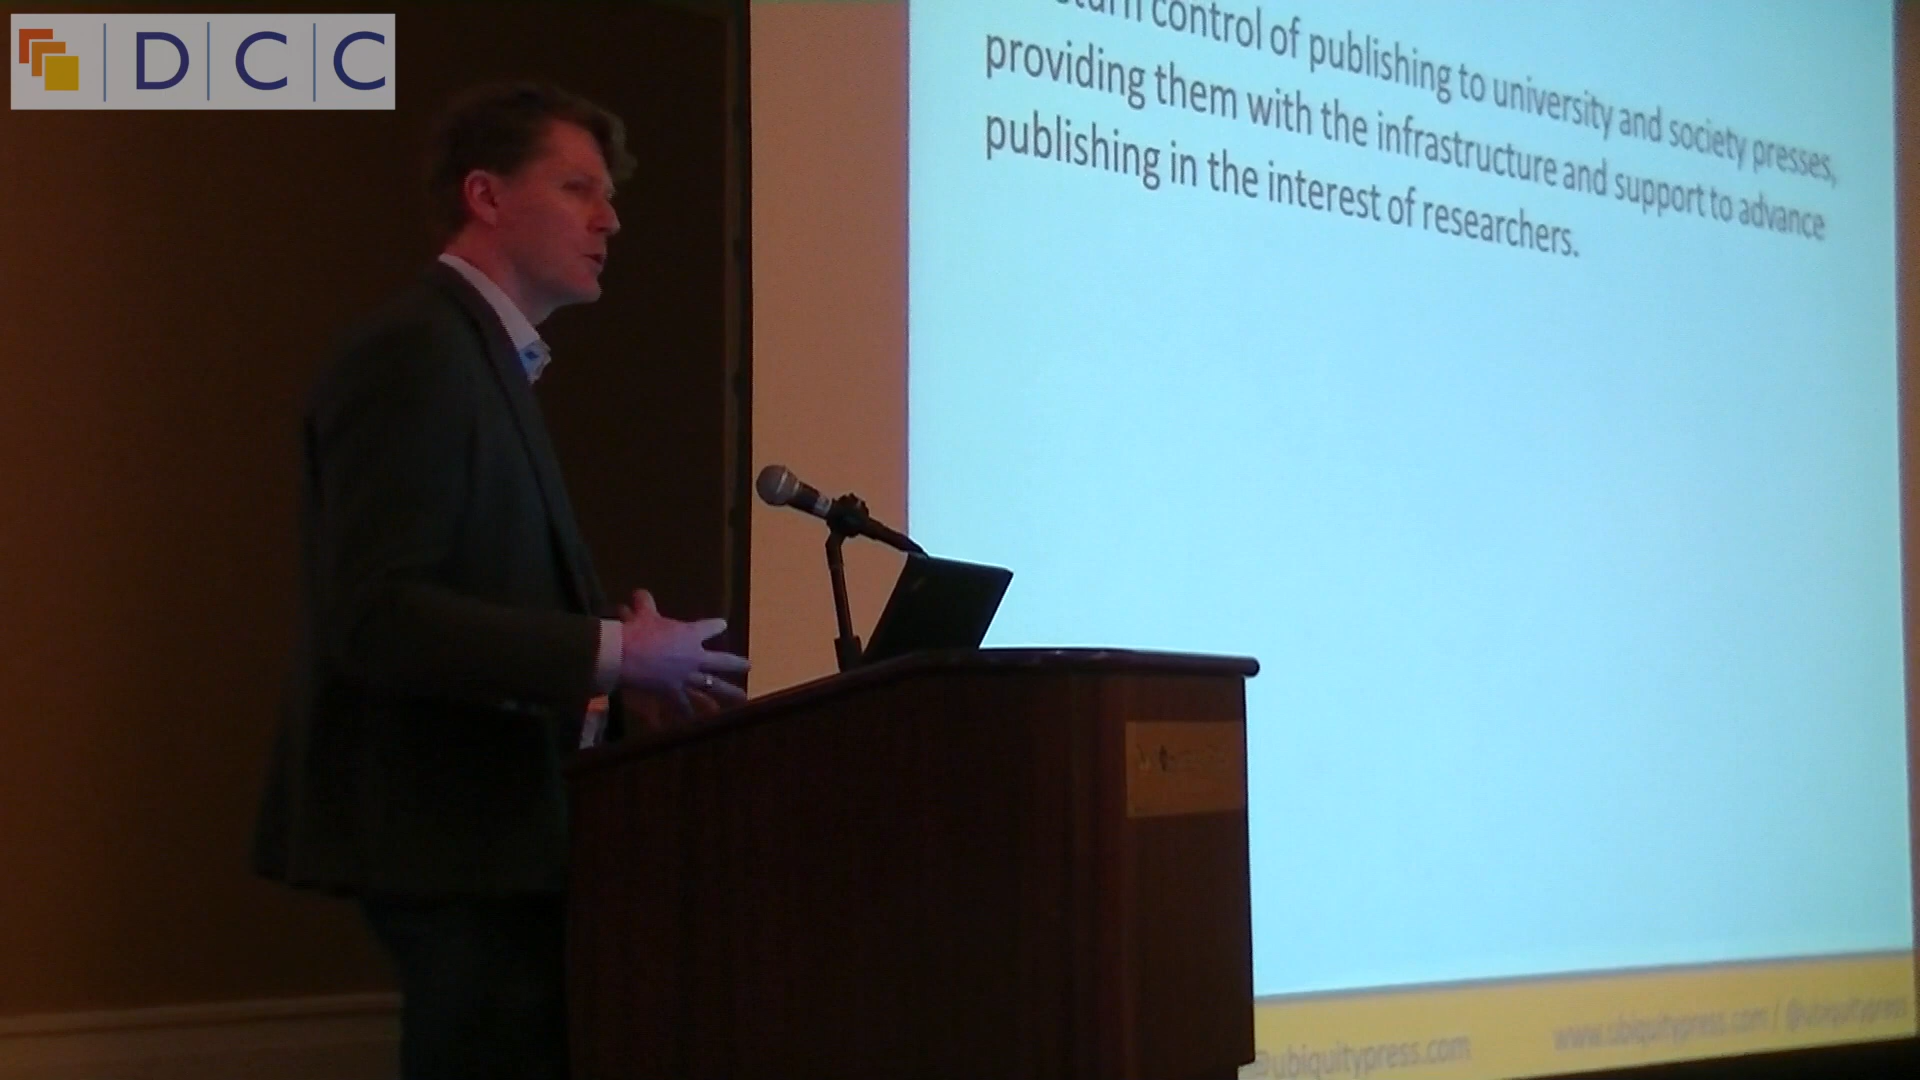 DCC
control of publishing to university and society presses,
providing them with the infrastructure and support to advance
publishing in the interest of researchers.
@ubiquitypress.com
www.ubiquitypress.com / @ubiquitypress